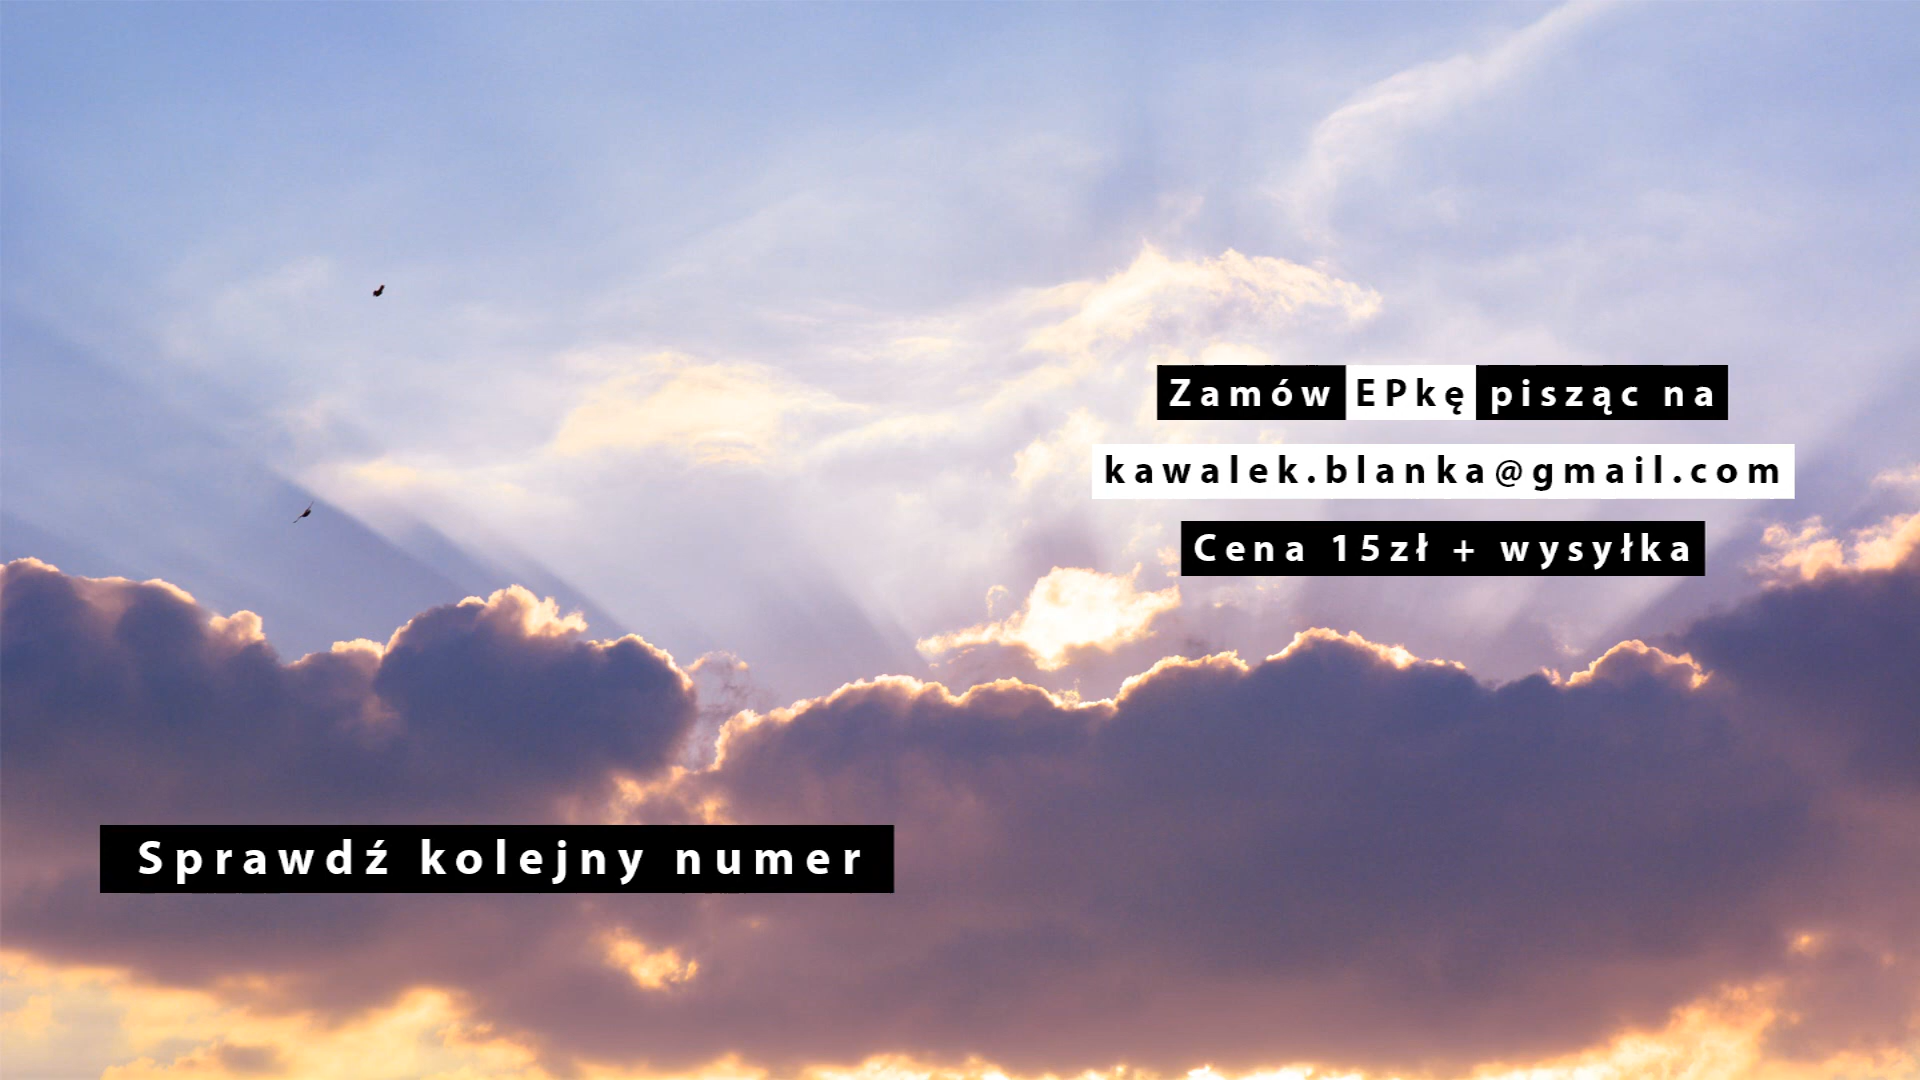 Zamów EPkę pisząc na
kawalek.blanka@gmail.com
Cena 15zł + wysyłka
Sprawdź kolejny numer